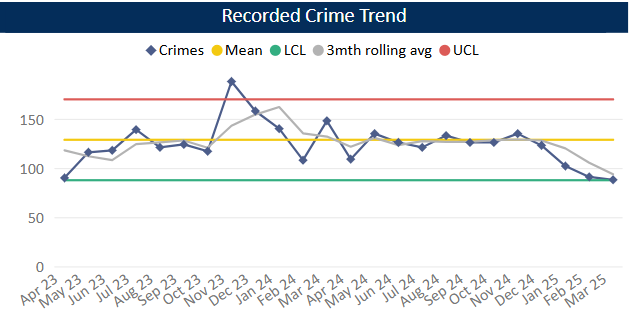 Recorded Crime Trend
Crimes Mean LCL 3mth rolling avg UCL
150
100
50
0
Apr 23 May 23 Jun 23 Jul 23 Aug 23 Sep 23 Oct 23 Nov 23 Dec 23 Jan 24 Feb 24 Mar 24 Apr 24 May 24 Jun 24 Jul 24 Aug 24 Sep 24 Oct 24 Nov 24 Dec 24 Jan 25 Feb 25 Mar 25